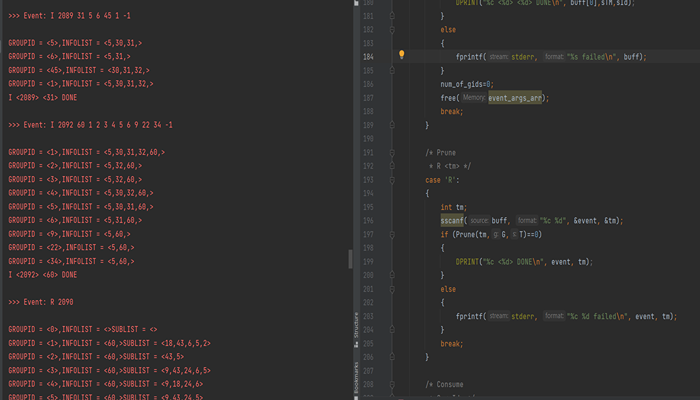 >>> Event: I 2089 31 5 6 45 1 -1
GROUPID = <5>,INFOLIST = <5,30,31,>
GROUPID = <6>,INFOLIST = <5,31,>
GROUPID = <45>,INFOLIST = <30,31,32,>
GROUPID = <1>,INFOLIST = <5,30,31,32,>
I <2089> <31> DONE
>>> Event: I 2092 60 1 2 3 4 5 6 9 22 34 -1
GROUPID = <1>,INFOLIST = <5,30,31,32,60,>
GROUPID = <2>,INFOLIST = <5,32,60,>
GROUPID = <3>,INFOLIST = <5,32,60,>
GROUPID = <4>,INFOLIST = <5,30,32,60,>
GROUPID = <5>,INFOLIST = <5,30,31,60,>
GROUPID = <6>,INFOLIST = <5,31,60,>
GROUPID = <9>,INFOLIST = <5,60,>
GROUPID = <22>,INFOLIST = <5,60,>
GROUPID = <34>,INFOLIST = <5,60,>
I <2092> <60> DONE
>>> Event: R 2090
GROUPID = <0>,INFOLIST = <>SUBLIST = <>
GROUPID = <1>,INFOLIST = <60,>SUBLIST = <18,43,6,5,2>
GROUPID = <2>,INFOLIST = <60,>SUBLIST = <43,5>
GROUPID = <3>,INFOLIST = <60,>SUBLIST = <9,43,24,6,5>
GROUPID = <4>,INFOLIST = <60,>SUBLIST = <9,18,24,6>
GROUPID = <5>,INFOLIST = <60,>SUBLIST = <9,43,24,5>
Structure
Bookmarks
180 DPRINT("%c <%d> <%d> DONE\n", buff[0],iTM,iid);
181 }
182 else
183 {
184 fprintf( stream: stderr, format: "%s failed\n", buff);
185 }
186 num_of_gids=0;
187 free( Memory: event_args_arr);
188 break;
189 }
190
191 /* Prune
192 * R <tm> */
193 case 'R':
194 {
195 int tm;
196 sscanf( source: buff, format: "%c %d", &event, &tm);
197 if (Prune(tm, g: G, s: T)==0)
198 {
199 DPRINT("%c <%d> DONE\n", event, tm);
200 }
201 else
202 {
203 fprintf( stream: stderr, format: "%c %d failed\n", event, tm);
204 }
205 break;
206 }
207
208 /* Consume